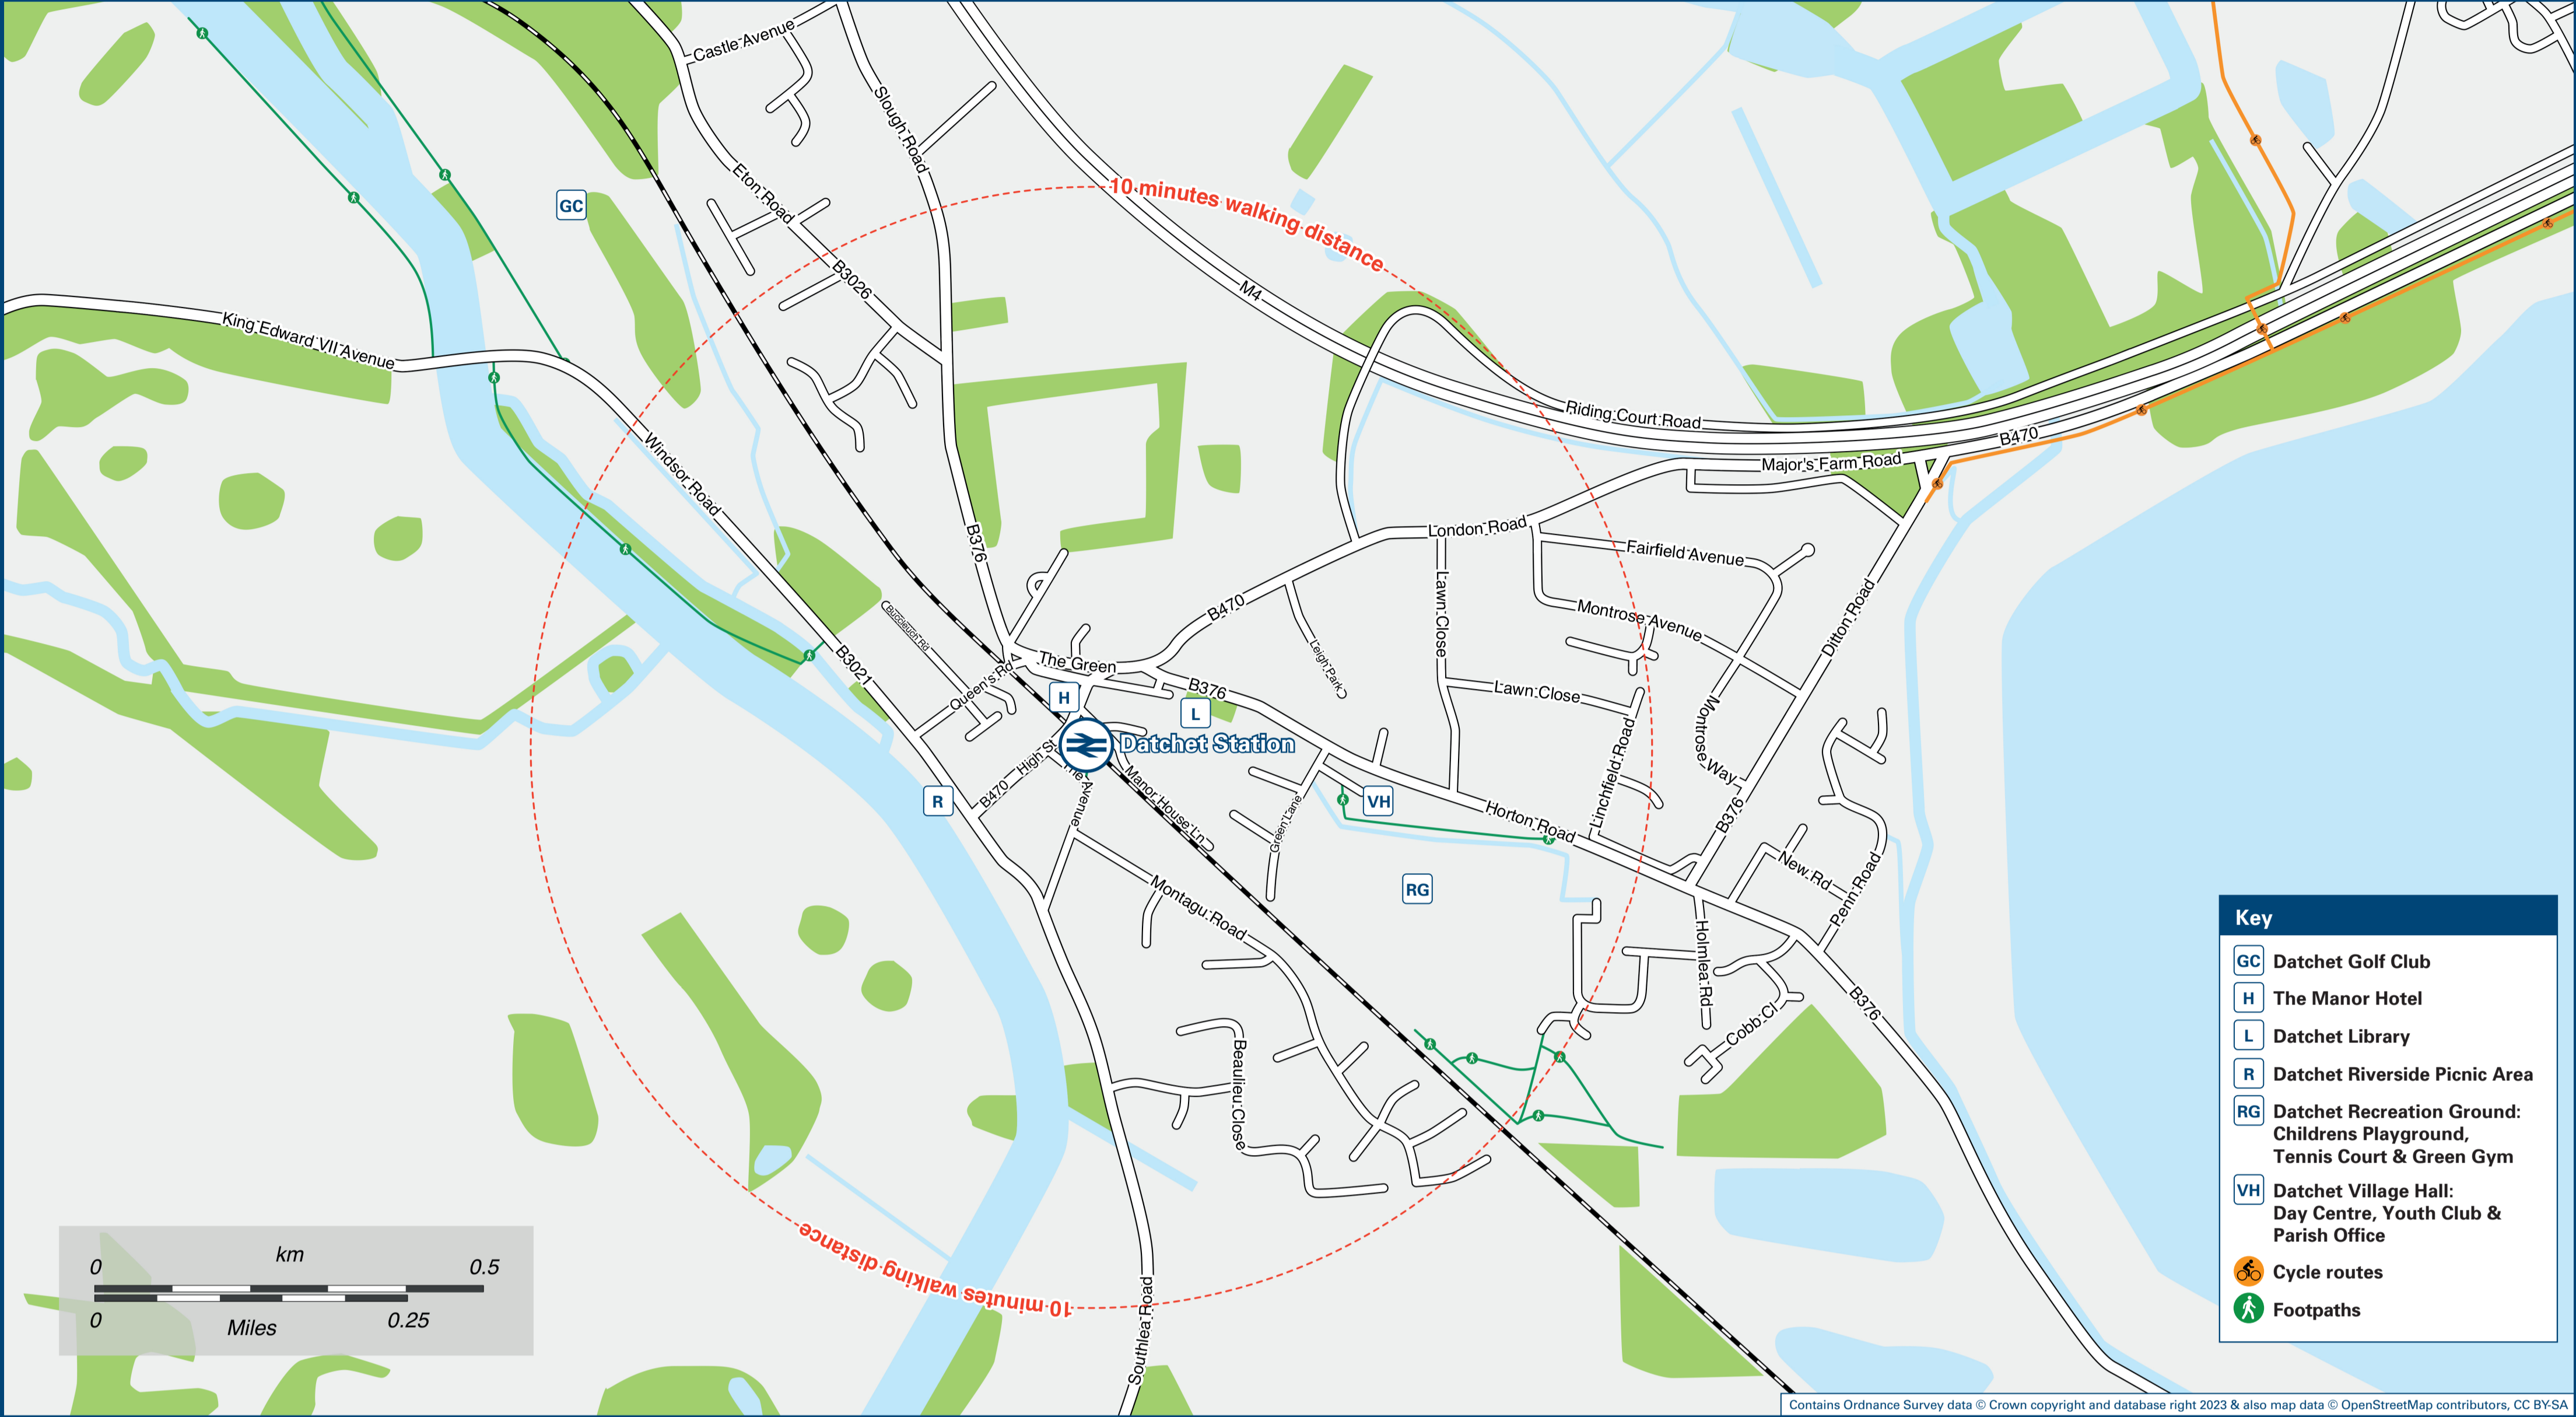 Castle Avenue
Slough Road
Eton Road
GC
10 minutes walking distance
B3026
M4
King Edward VII Avenue
Riding Court Road
B470
Major's Farm Road
Windsor Road
London Road
B376
Fairfield Avenue
Lawn Close
Montrose Avenue
Ditton Road
Buccleuch Rd
B470
Leigh Park
B3021
The Green
Queen's Rd
H
B376
L
Lawn Close
Montrose Way
Datchet Station
High St
B470
The Avenue
Manor House Ln
R
VH
Green Lane
Horton Road
Linchfield Road
B376
New Rd
Penn Road
Montagu Road
RG
Holmlea Rd
Cobb Cl
B376
Beaulieu Close
10 minutes walking distance
Southlea Road
km
0 0.5
0 0.25
Miles
Key
GC Datchet Golf Club
H The Manor Hotel
L Datchet Library
R Datchet Riverside Picnic Area
RG Datchet Recreation Ground:
Childrens Playground,
Tennis Court & Green Gym
VH Datchet Village Hall:
Day Centre, Youth Club &
Parish Office
Cycle routes
Footpaths
Contains Ordnance Survey data © Crown copyright and database right 2023 & also map data © OpenStreetMap contributors, CC BY-SA